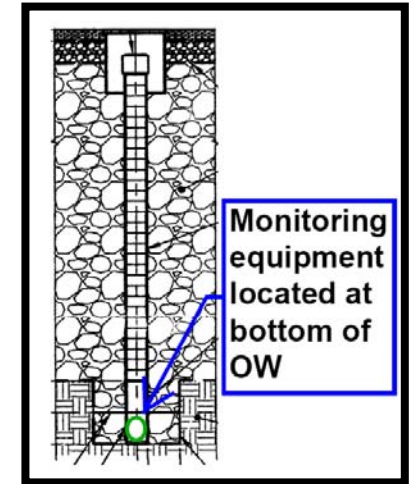 Monitoring
equipment
located at
bottom of
OW